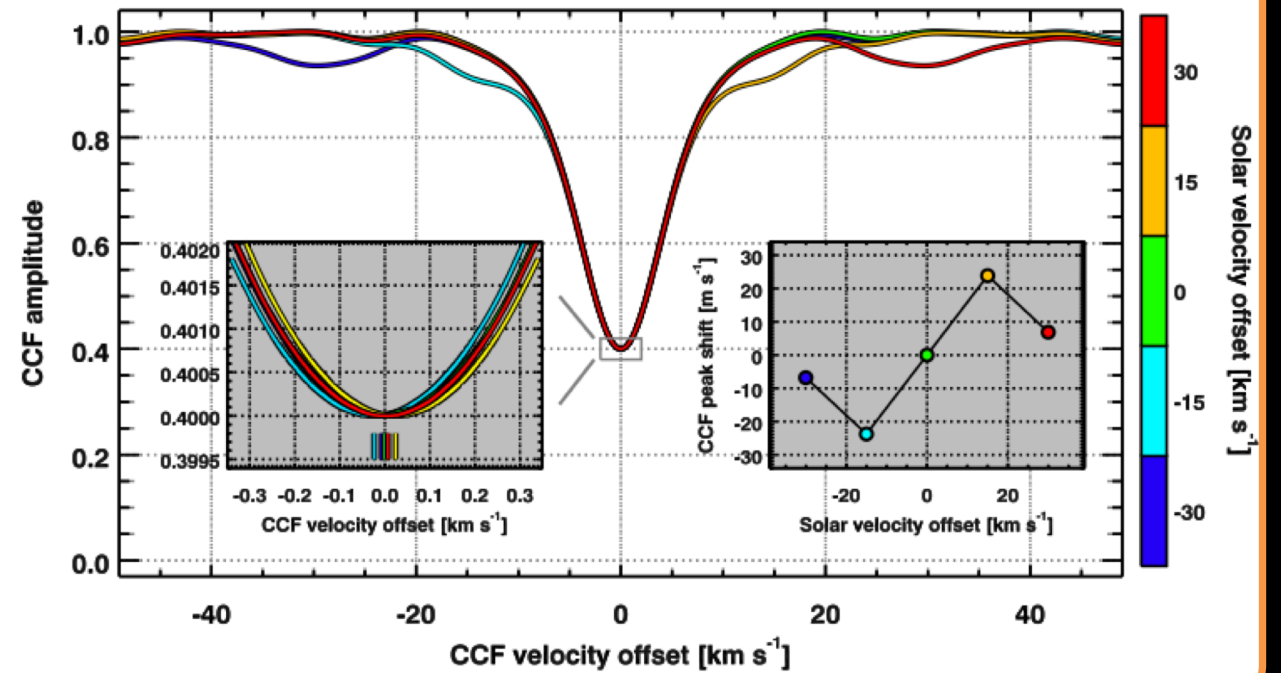 1.0
0.8
0.6
0.4
0.2
0.0
CCF amplitude
-40 -20 0 20 40
CCF velocity offset [km s⁻¹]
0.4020
0.4015
0.4010
0.4005
0.4000
0.3995
-0.3 -0.2 -0.1 0.0 0.1 0.2 0.3
CCF velocity offset [km s⁻¹]
CCF peak shift [m s⁻¹]
30
20
10
0
-10
-20
-30
-20 0 20
Solar velocity offset [km s⁻¹]
30
15
0
-15
-30
Solar velocity offset [km s⁻¹]